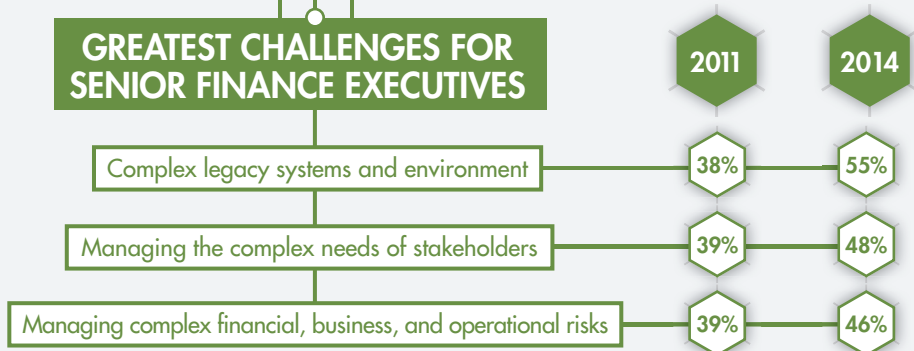 GREATEST CHALLENGES FOR
SENIOR FINANCE EXECUTIVES
2011
2014
Complex legacy systems and environment
38%
55%
Managing the complex needs of stakeholders
39%
48%
Managing complex financial, business, and operational risks
39%
46%